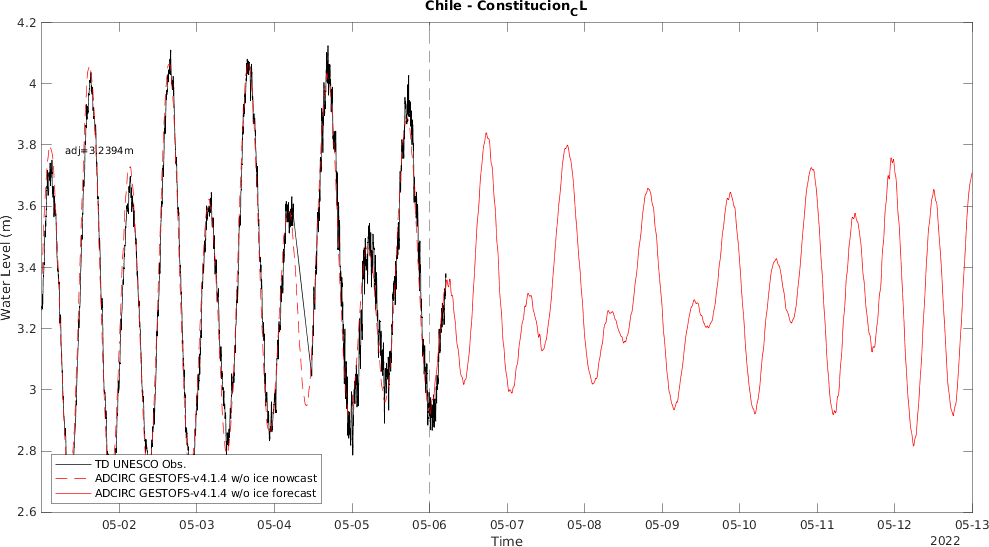 Chile - ConstitucionCL
4.2
4
3.8
3.6
3.4
3.2
3
2.8
2.6
Water Level (m)
adj=3.2394m
TD UNESCO Obs.
ADCIRC GESTOFS-v4.1.4 w/o ice nowcast
ADCIRC GESTOFS-v4.1.4 w/o ice forecast
05-02 05-03 05-04 05-05 05-06 05-07 05-08 05-09 05-10 05-11 05-12 05-13
Time
2022